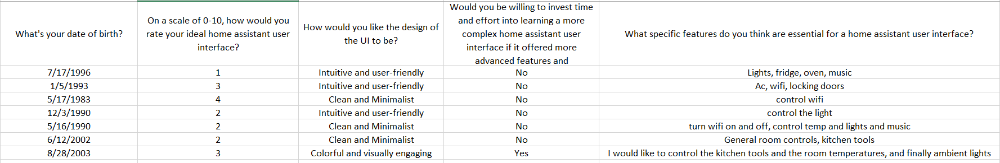 What's your date of birth?
On a scale of 0-10, how would you
rate your ideal home assistant user
interface?
How would you like the design of
the UI to be?
Would you be willing to invest time
and effort into learning a more
complex home assistant user
interface if it offered more
advanced features and
What specific features do you think are essential for a home assistant user interface?
7/17/1996 1 Intuitive and user-friendly No Lights, fridge, oven, music
1/5/1993 3 Intuitive and user-friendly No Ac, wifi, locking doors
5/17/1983 4 Clean and Minimalist No control wifi
12/3/1990 2 Intuitive and user-friendly No control the light
5/16/1990 2 Clean and Minimalist No turn wifi on and off, control temp and lights and music
6/12/2002 2 Clean and Minimalist No General room controls, kitchen tools
8/28/2003 3 Colorful and visually engaging Yes I would like to control the kitchen tools and the room temperatures, and finally ambient lights